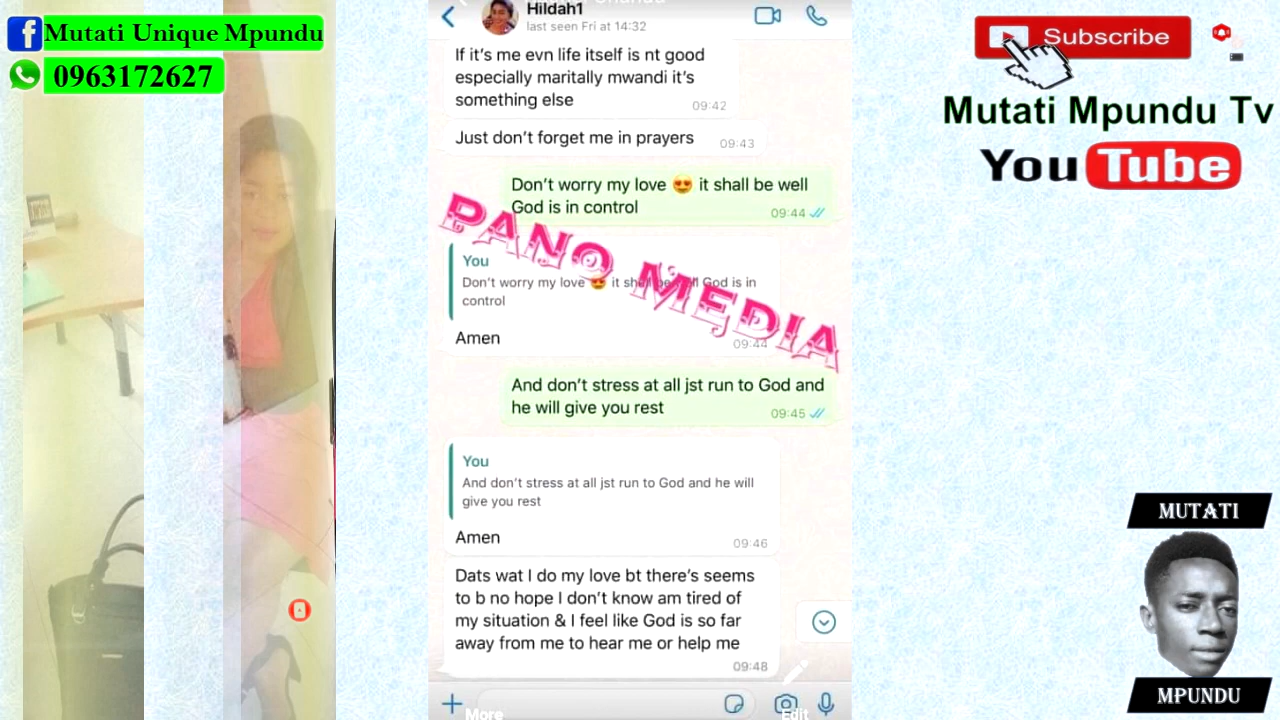 Mutati Unique Mpundu
0963172627
Hildah1
last seen Fri at 14:32
If it's me evn life itself is nt good
especially maritally mwandi it's
something else
09:42
Just don't forget me in prayers
09:43
Don't worry my love 😍 it shall be well
God is in control
09:44
PANO MEDIA
You
Don't worry my love 😍 it shall be well God is in
control
Amen
09:44
And don't stress at all jst run to God and
he will give you rest
09:45
You
And don't stress at all jst run to God and he will
give you rest
Amen
09:46
Dats wat I do my love bt there's seems
to b no hope I don't know am tired of
my situation & I feel like God is so far
away from me to hear me or help me
09:48
More
Edit
Subscribe
Mutati Mpundu Tv
YouTube
MUTATI
MPUNDU